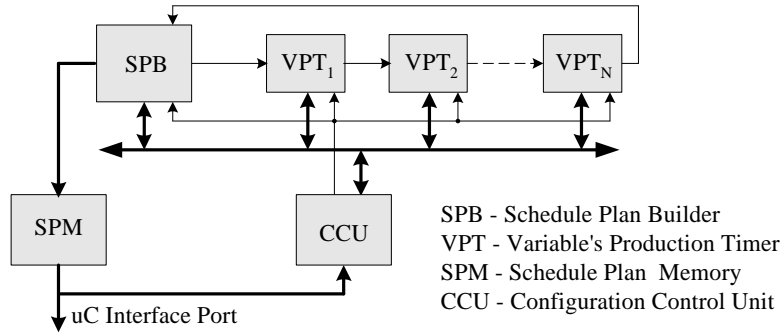 SPB
VPT1
VPT2
VPTN
SPM
CCU
SPB - Schedule Plan Builder
VPT - Variable's Production Timer
SPM - Schedule Plan Memory
CCU - Configuration Control Unit
uC Interface Port